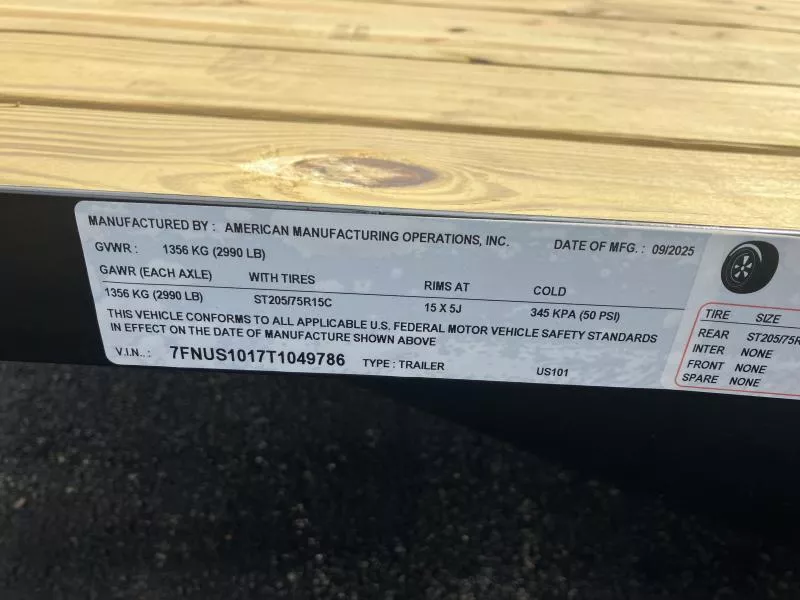 MANUFACTURED BY : AMERICAN MANUFACTURING OPERATIONS, INC. DATE OF MFG. : 09/2025
GVWR : 1356 KG (2990 LB)
GAWR (EACH AXLE) WITH TIRES RIMS AT COLD
1356 KG (2990 LB) ST205/75R15C 15 X 5J 345 KPA (50 PSI)
THIS VEHICLE CONFORMS TO ALL APPLICABLE U.S. FEDERAL MOTOR VEHICLE SAFETY STANDARDS
IN EFFECT ON THE DATE OF MANUFACTURE SHOWN ABOVE
V.I.N.. : 7FNUS1017T1049786 TYPE : TRAILER US101
TIRE SIZE
REAR ST205/75R
INTER NONE
FRONT NONE
SPARE NONE